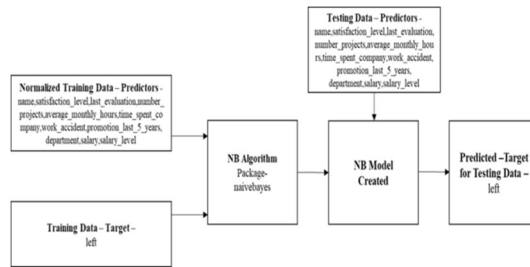 Testing Data – Predictors -
name,satisfaction_level,last_evaluation,
number_projects,average_monthly_hou
rs,time_spent_company,work_accident,
promotion_last_5_years,
department,salary,salary_level
Normalized Training Data – Predictors -
name,satisfaction_level,last_evaluation,number_
projects,average_monthly_hours,time_spent_co
mpany,work_accident,promotion_last_5_years,
department,salary,salary_level
NB Algorithm
Package-
naivebayes
NB Model
Created
Predicted –Target
for Testing Data –
left
Training Data – Target –
left